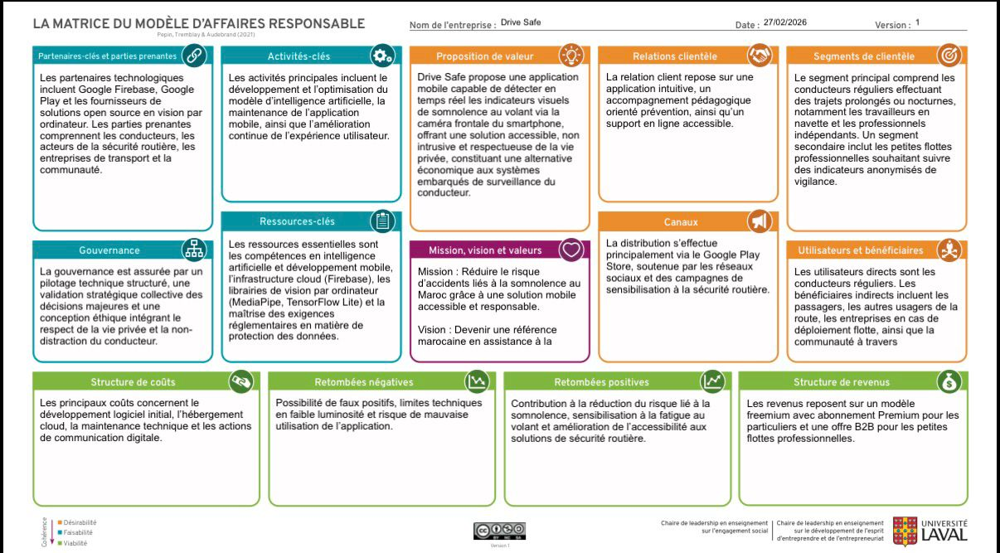 LA MATRICE DU MODÈLE D'AFFAIRES RESPONSABLE
Pepin, Tremblay & Audebrand (2021)
Nom de l'entreprise : Drive Safe
Date : 27/02/2026
Version : 1
Partenaires-clés et parties prenantes
Les partenaires technologiques
incluent Google Firebase, Google
Play et les fournisseurs de
solutions open source en vision par
ordinateur. Les parties prenantes
comprennent les conducteurs, les
acteurs de la sécurité routière, les
entreprises de transport et la
communauté.
Gouvernance
La gouvernance est assurée par un
pilotage technique structuré, une
validation stratégique collective des
décisions majeures et une
conception éthique intégrant le
respect de la vie privée et la non-
distraction du conducteur.
Activités-clés
Les activités principales incluent le
développement et l'optimisation du
modèle d'intelligence artificielle, la
maintenance de l'application
mobile, ainsi que l'amélioration
continue de l'expérience utilisateur.
Ressources-clés
Les ressources essentielles sont
les compétences en intelligence
artificielle et développement mobile,
l'infrastructure cloud (Firebase), les
librairies de vision par ordinateur
(MediaPipe, TensorFlow Lite) et la
maîtrise des exigences
réglementaires en matière de
protection des données.
Proposition de valeur
Drive Safe propose une application
mobile capable de détecter en
temps réel les indicateurs visuels
de somnolence au volant via la
caméra frontale du smartphone,
offrant une solution accessible, non
intrusive et respectueuse de la vie
privée, constituant une alternative
économique aux systèmes
embarqués de surveillance du
conducteur.
Mission, vision et valeurs
Mission : Réduire le risque
d'accidents liés à la somnolence au
Maroc grâce à une solution mobile
accessible et responsable.
Vision : Devenir une référence
marocaine en assistance à la
Relations clientèle
La relation client repose sur une
application intuitive, un
accompagnement pédagogique
orienté prévention, ainsi qu'un
support en ligne accessible.
Canaux
La distribution s'effectue
principalement via le Google Play
Store, soutenue par les réseaux
sociaux et des campagnes de
sensibilisation à la sécurité routière.
Segments de clientèle
Le segment principal comprend les
conducteurs réguliers effectuant
des trajets prolongés ou nocturnes,
notamment les travailleurs en
navette et les professionnels
indépendants. Un segment
secondaire inclut les petites flottes
professionnelles souhaitant suivre
des indicateurs anonymisés de
vigilance.
Utilisateurs et bénéficiaires
Les utilisateurs directs sont les
conducteurs réguliers. Les
bénéficiaires indirects incluent les
passagers, les autres usagers de la
route, les entreprises en cas de
déploiement flotte, ainsi que la
communauté à travers
Structure de coûts
Les principaux coûts concernent le
développement logiciel initial, l'hébergement
cloud, la maintenance technique et les actions
de communication digitale.
Retombées négatives
Possibilité de faux positifs, limites techniques
en faible luminosité et risque de mauvaise
utilisation de l'application.
Retombées positives
Contribution à la réduction du risque lié à la
somnolence, sensibilisation à la fatigue au
volant et amélioration de l'accessibilité aux
solutions de sécurité routière.
Structure de revenus
Les revenus reposent sur un modèle
freemium avec abonnement Premium pour les
particuliers et une offre B2B pour les petites
flottes professionnelles.
Cohérence
Désirabilité
Faisabilité
Viabilité
CC
BY NC SA
Version 1
Chaire de leadership en enseignement
sur l'engagement social
Chaire de leadership en enseignement
sur le développement de l'esprit
d'entreprendre et de l'entrepreneuriat
UNIVERSITÉ
LAVAL